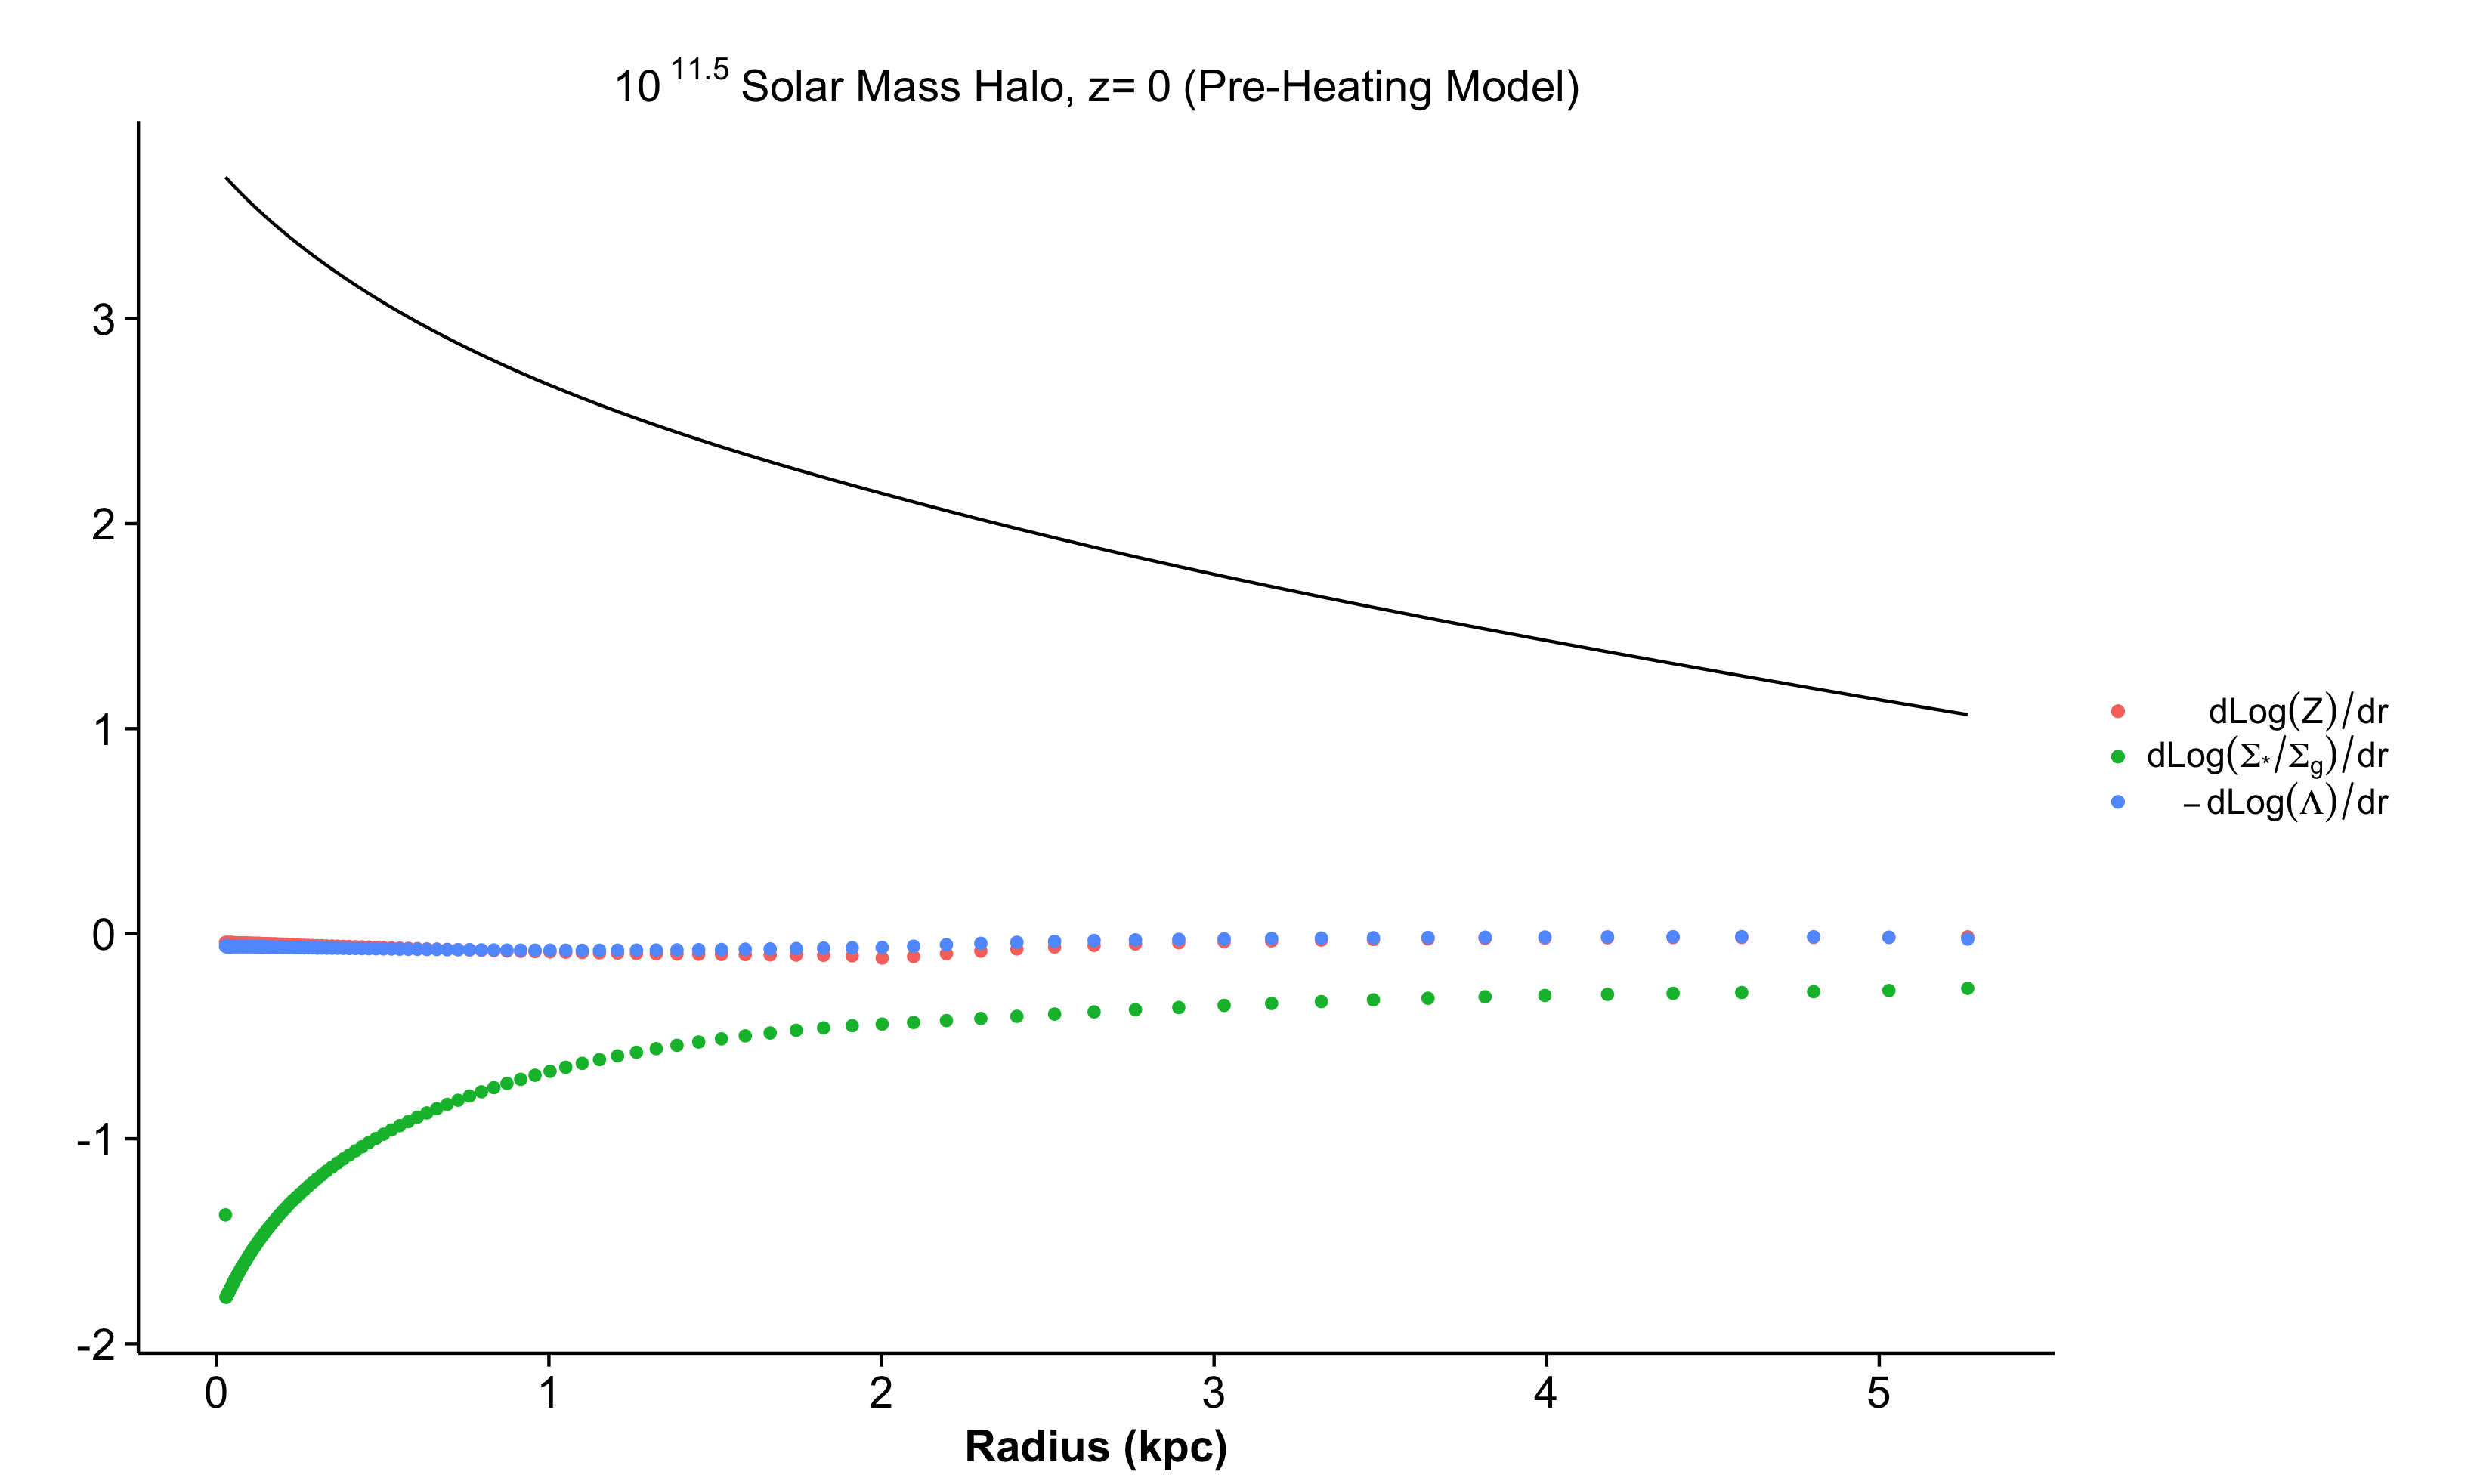 10 11.5 Solar Mass Halo, z= 0 (Pre-Heating Model)
3
2
1
0
-1
-2
0 1 2 3 4 5
Radius (kpc)
dLog(Z)/dr
dLog(Σ*/Σg)/dr
−dLog(Λ)/dr